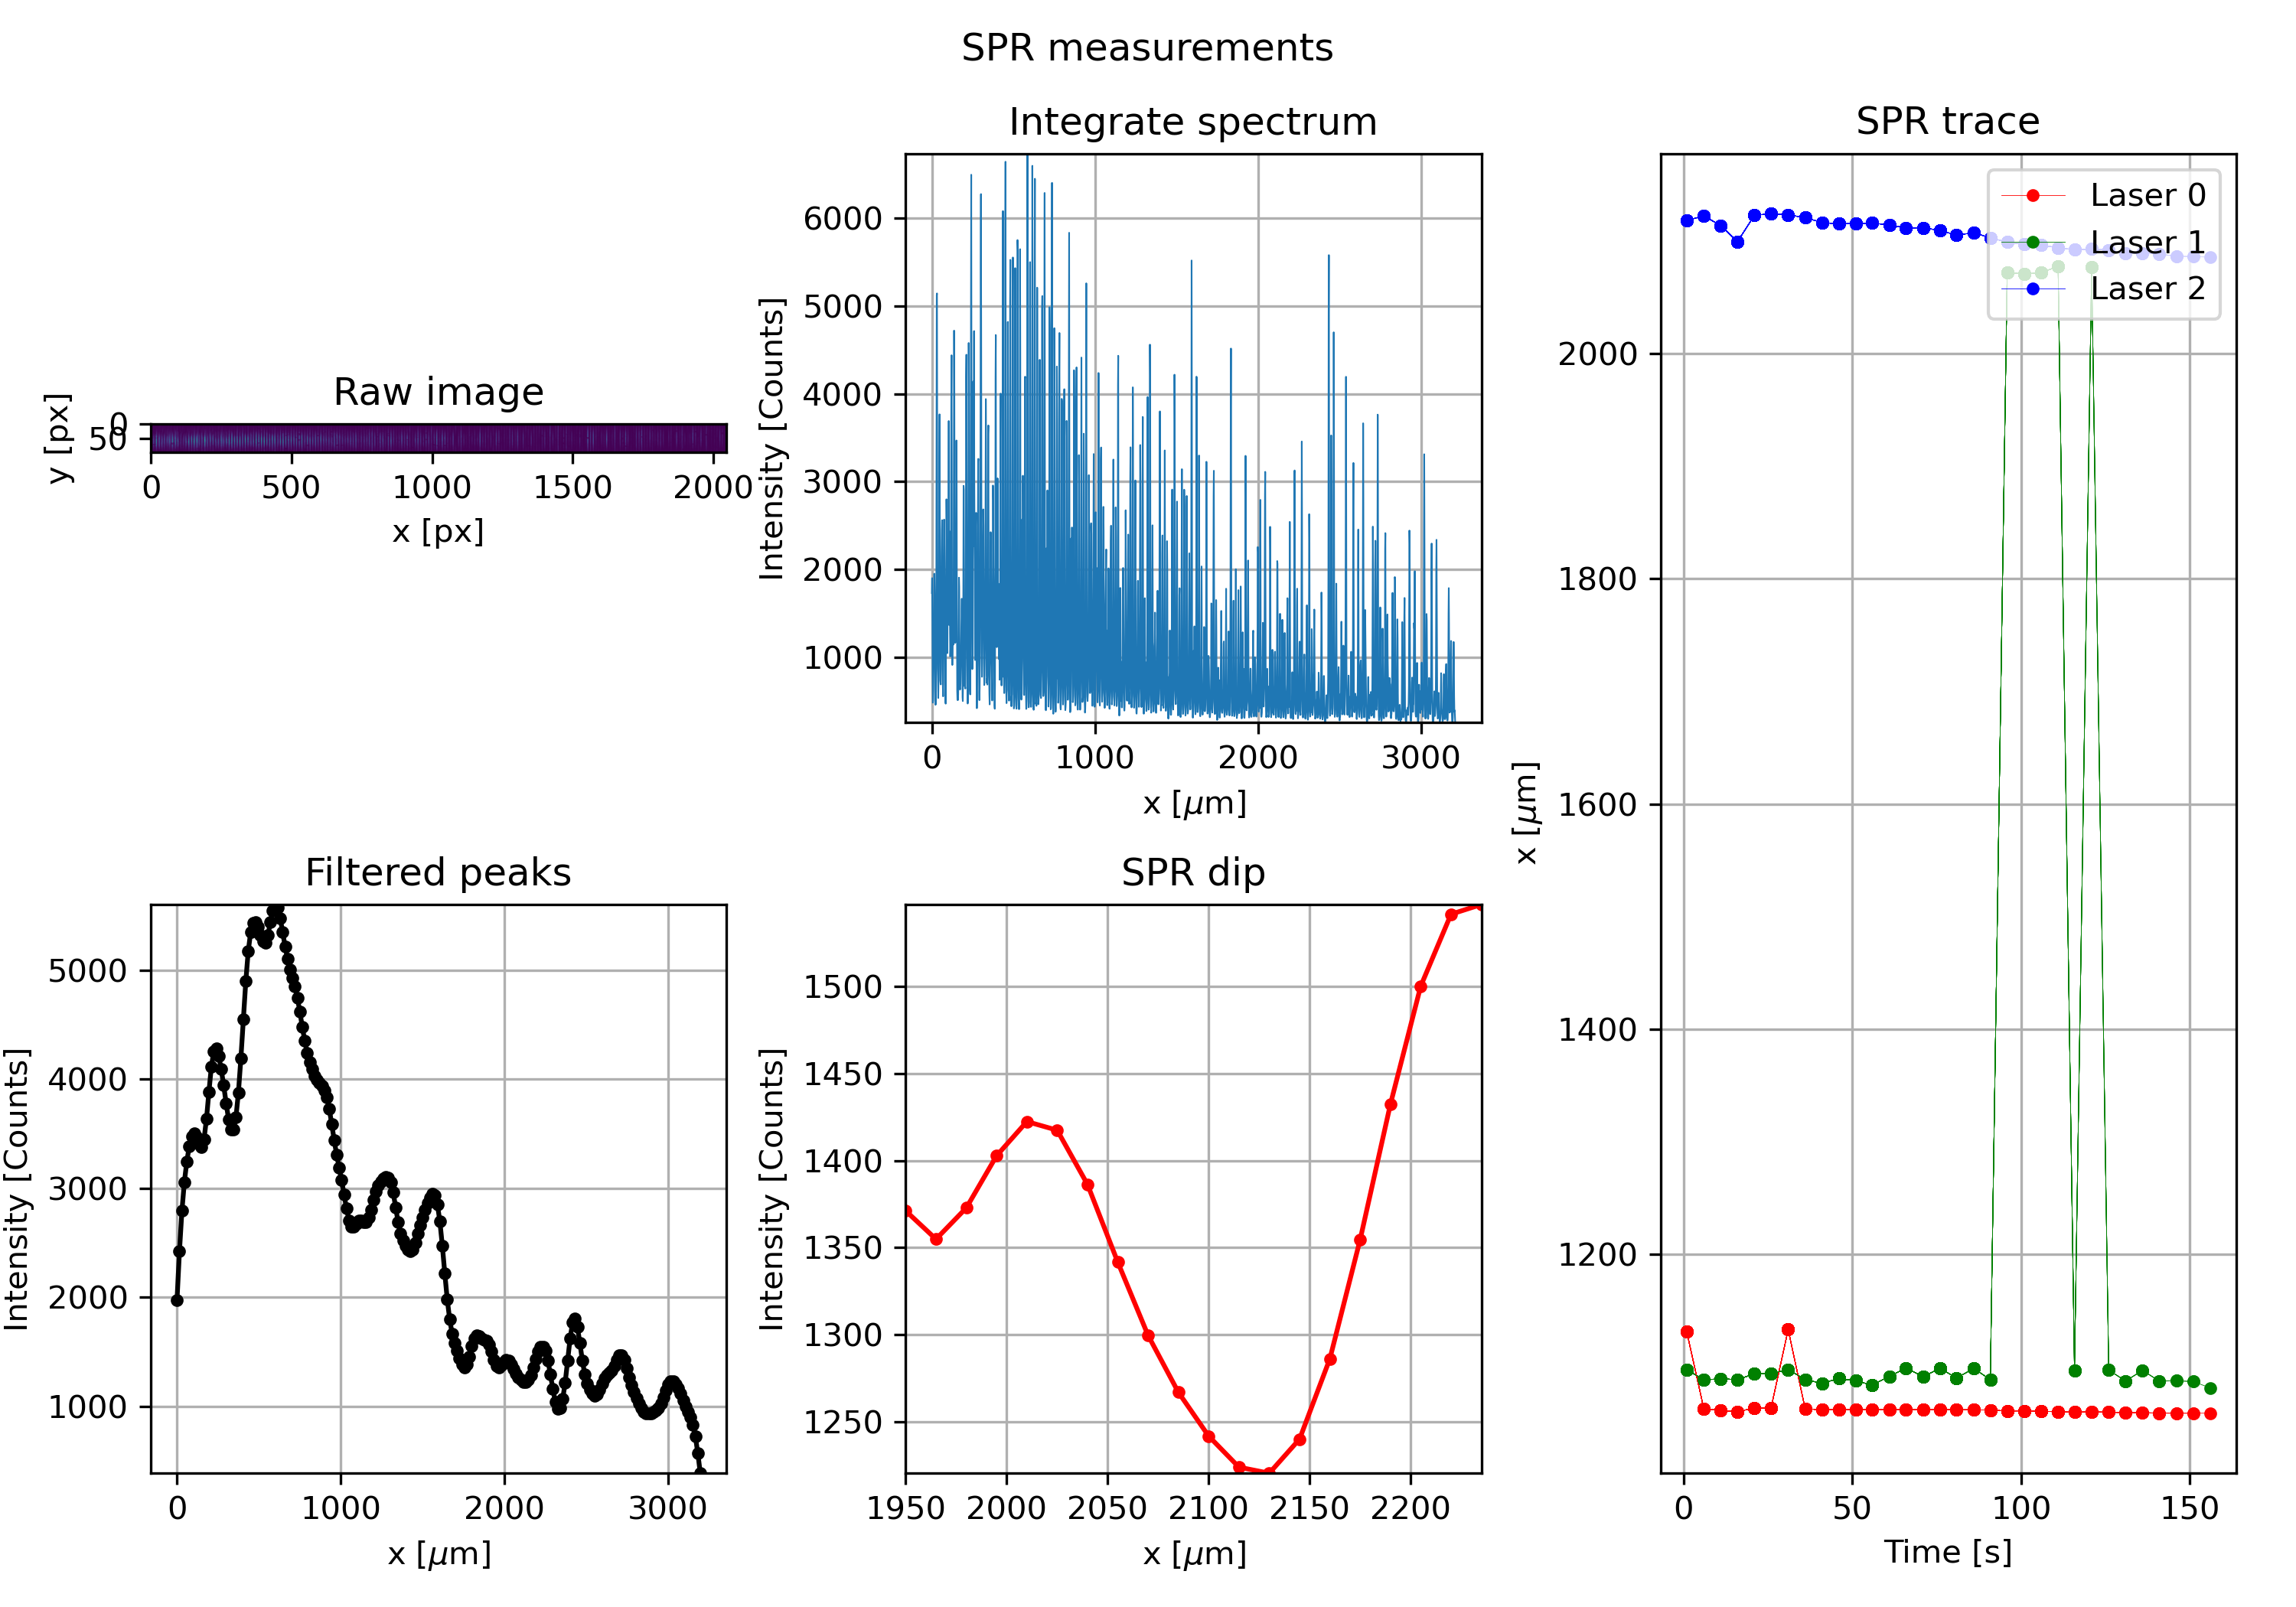 SPR measurements
Raw image
y [px]
0
50
0 500 1000 1500 2000
x [px]
Integrate spectrum
Intensity [Counts]
6000
5000
4000
3000
2000
1000
0 1000 2000 3000
x [μm]
SPR trace
Laser 0
Laser 1
Laser 2
x [μm]
2000
1800
1600
1400
1200
0 50 100 150
Time [s]
Filtered peaks
Intensity [Counts]
5000
4000
3000
2000
1000
0 1000 2000 3000
x [μm]
SPR dip
Intensity [Counts]
1500
1450
1400
1350
1300
1250
1950 2000 2050 2100 2150 2200
x [μm]